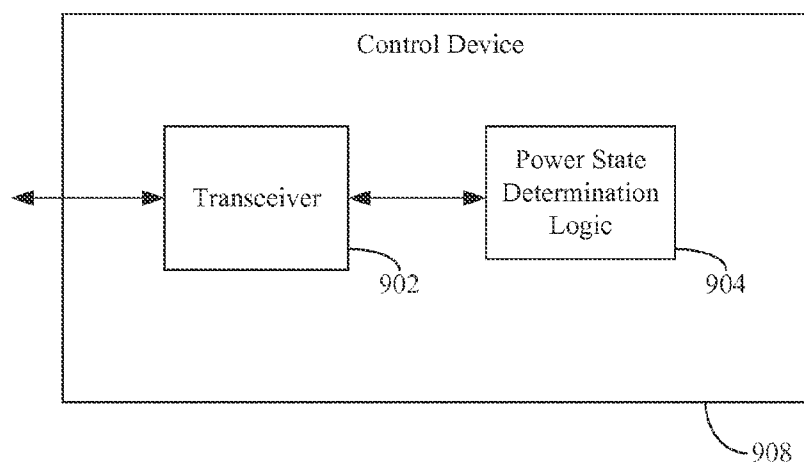 Control Device
Transceiver
Power State
Determination
Logic
902
904
908